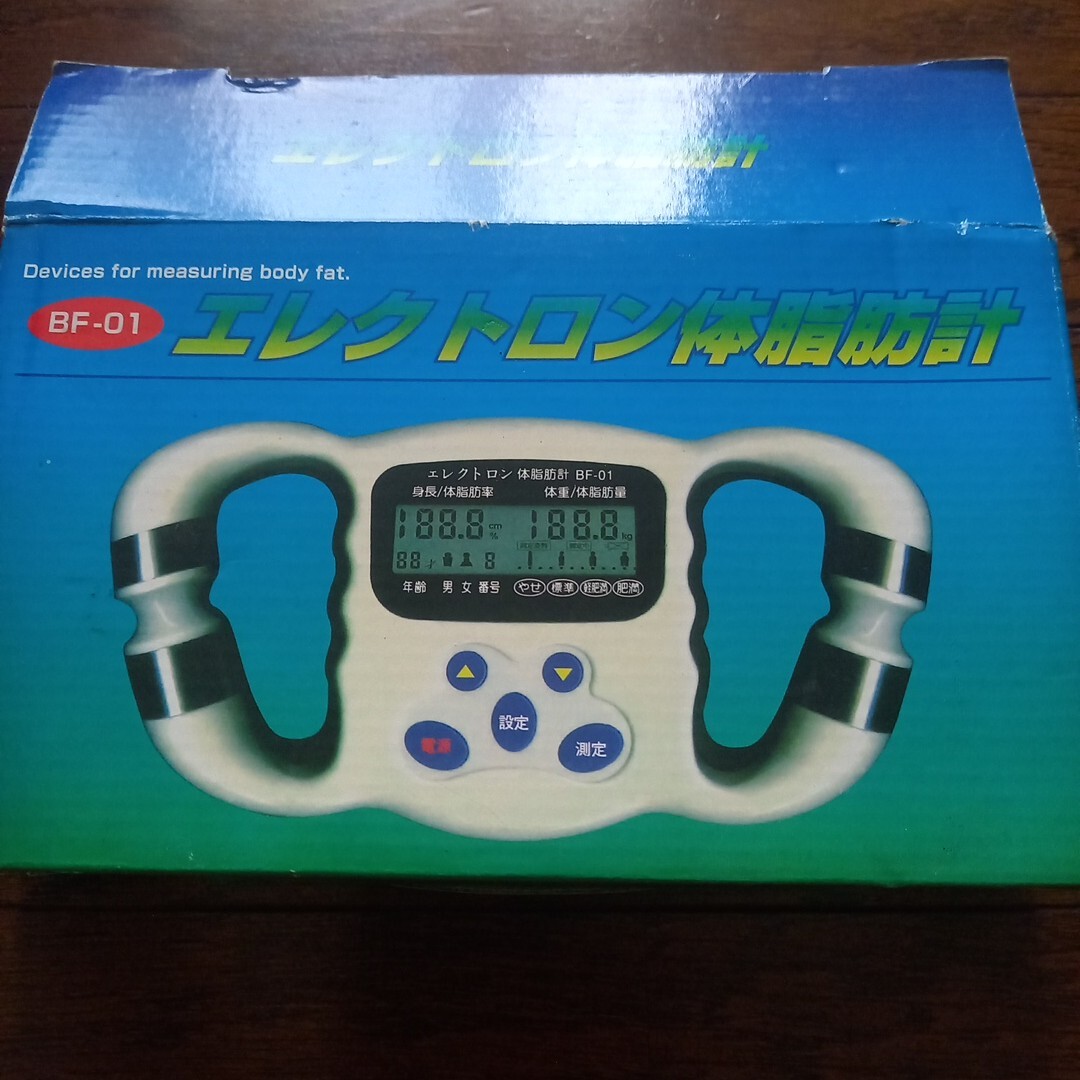 エレクトロン体脂肪計
Devices for measuring body fat.
BF-01 エレクトロン体脂肪計
エレクトロン 体脂肪計 BF-01
身長/体脂肪率 体重/体脂肪量
188.8 cm % 188.8 kg
88 才 8
年齢 男 女 番号 やせ 標準 軽肥満 肥満
▲ ▼
設定
電源 測定